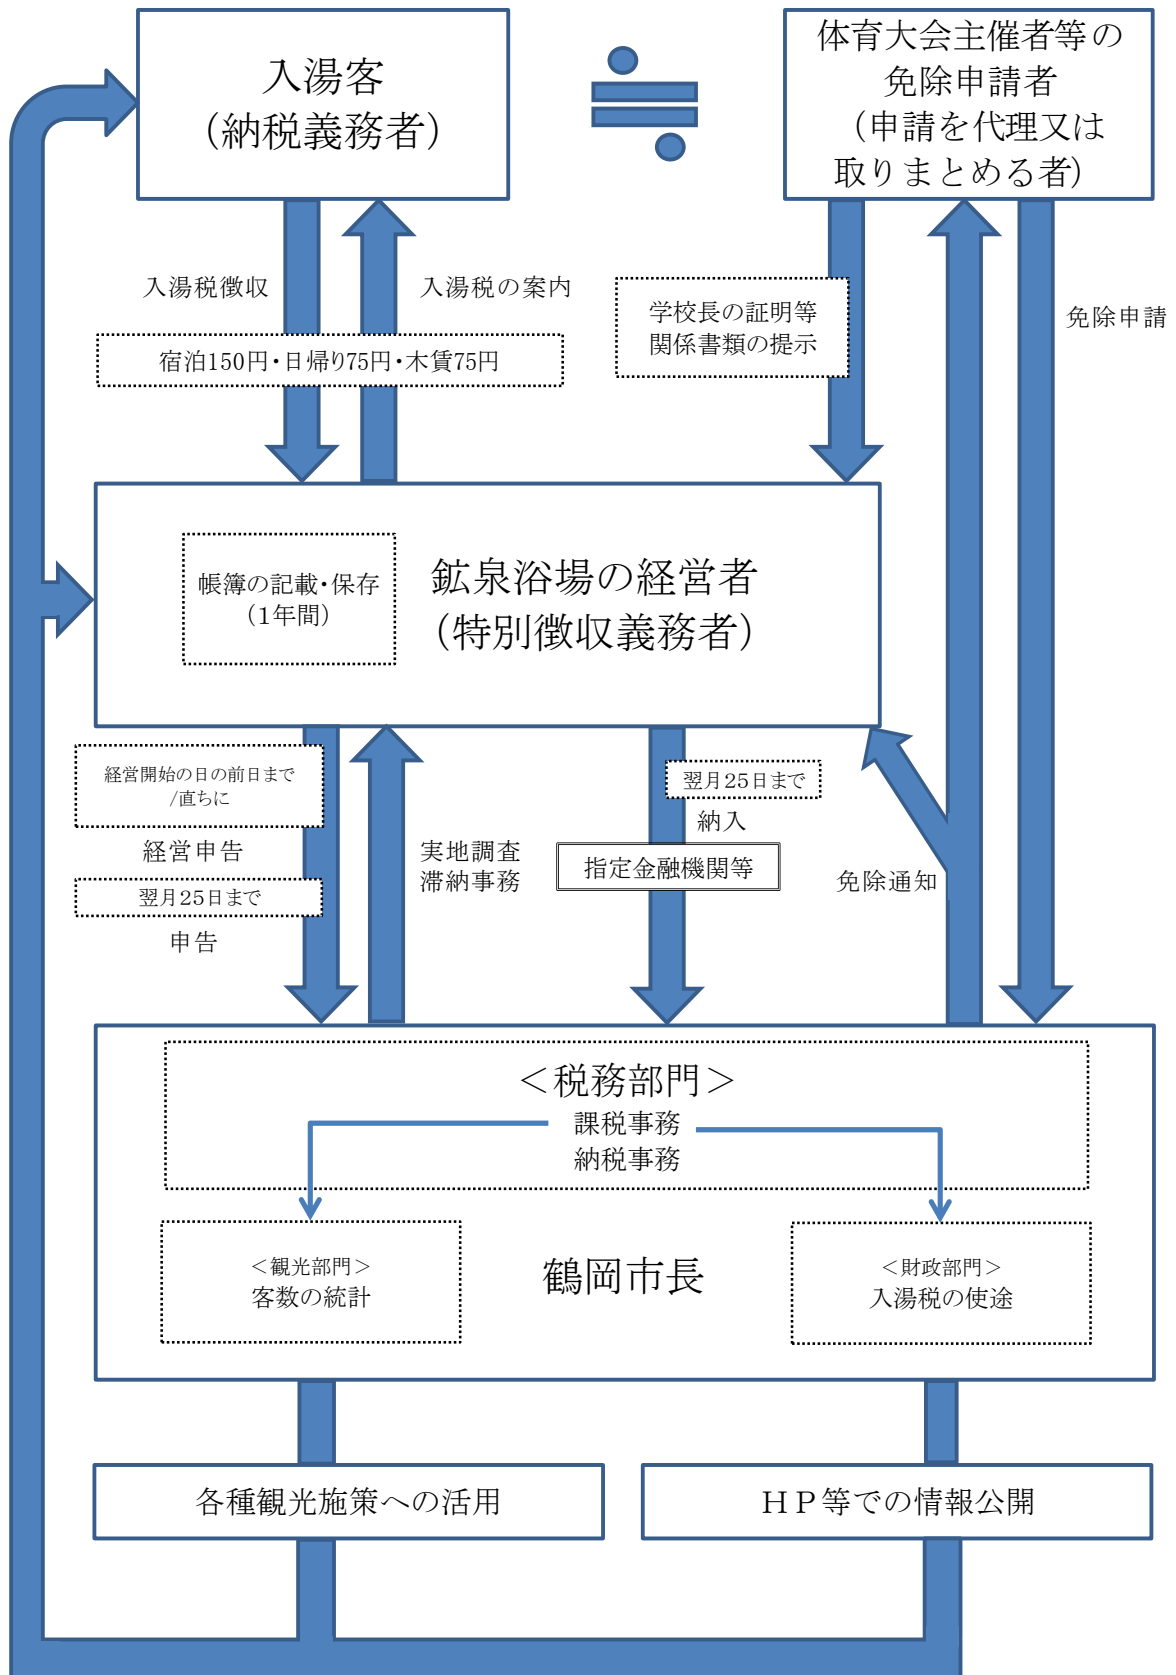 入湯客
（納税義務者）
≒
体育大会主催者等の
免除申請者
（申請を代理又は
取りまとめる者）
入湯税徴収
入湯税の案内
宿泊150円・日帰り75円・木賃75円
学校長の証明等
関係書類の提示
免除申請
帳簿の記載・保存
（1年間）
鉱泉浴場の経営者
（特別徴収義務者）
経営開始の日の前日まで
/直ちに
経営申告
翌月25日まで
申告
実地調査
滞納事務
翌月25日まで
納入
指定金融機関等
免除通知
＜税務部門＞
課税事務
納税事務
＜観光部門＞
客数の統計
鶴岡市長
＜財政部門＞
入湯税の使途
各種観光施策への活用
ＨＰ等での情報公開